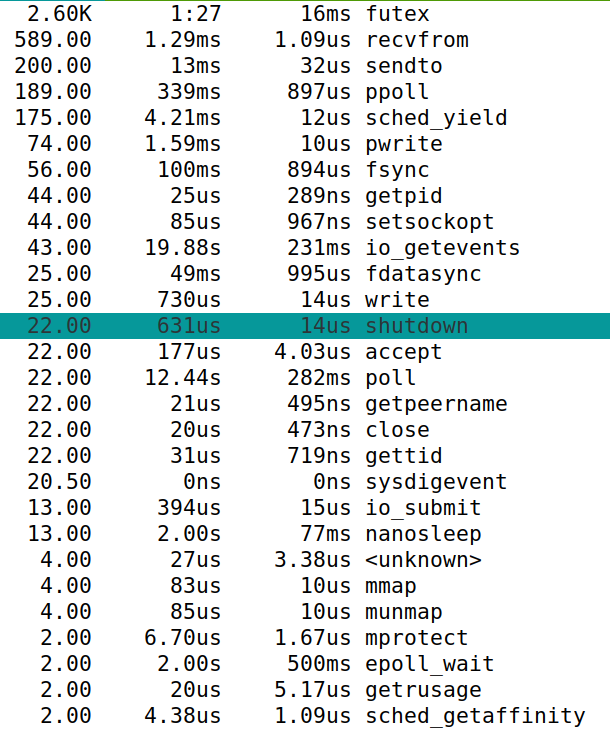 2.60K 1:27 16ms futex
589.00 1.29ms 1.09us recvfrom
200.00 13ms 32us sendto
189.00 339ms 897us ppoll
175.00 4.21ms 12us sched_yield
74.00 1.59ms 10us pwrite
56.00 100ms 894us fsync
44.00 25us 289ns getpid
44.00 85us 967ns setsockopt
43.00 19.88s 231ms io_getevents
25.00 49ms 995us fdatasync
25.00 730us 14us write
22.00 631us 14us shutdown
22.00 177us 4.03us accept
22.00 12.44s 282ms poll
22.00 21us 495ns getpeername
22.00 20us 473ns close
22.00 31us 719ns gettid
20.50 0ns 0ns sysdigevent
13.00 394us 15us io_submit
13.00 2.00s 77ms nanosleep
4.00 27us 3.38us <unknown>
4.00 83us 10us mmap
4.00 85us 10us munmap
2.00 6.70us 1.67us mprotect
2.00 2.00s 500ms epoll_wait
2.00 20us 5.17us getrusage
2.00 4.38us 1.09us sched_getaffinity